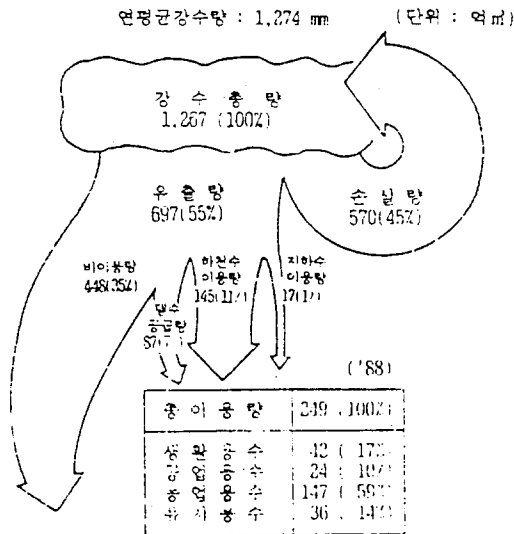 연평균강수량 : 1,274 mm (단위 : 억㎥)
강 수 총 량
1,267 (100%)
유 출 량
697(55%)
손 실 량
570(45%)
비이용량
448(35%)
하천수
이용량
145(11%)
지하수
이용량
17(1%)
댐수
공급량
87(7%)
('88)
총 이 용 량 249 (100%)
생 활 용 수 42 ( 17%)
공 업 용 수 24 ( 10%)
농 업 용 수 147 ( 59%)
유 지 용 수 36 ( 14%)